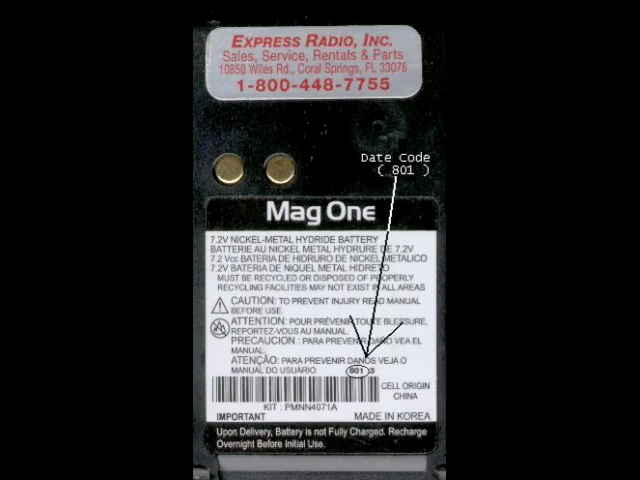 EXPRESS RADIO, INC.
Sales, Service, Rentals & Parts
10850 Wiles Rd., Coral Springs, FL 33076
1-800-448-7755
Date Code
( 801 )
Mag One
7.2V NICKEL-METAL HYDRIDE BATTERY
BATTERIE AU NICKEL METAL HYDRURE DE 7.2V
7.2 Vcc BATERIA DE HIDRURO DE NICKEL METALICO
7.2V BATERIA DE NIQUEL METAL HIDRETO
MUST BE RECYCLED OR DISPOSED OF PROPERLY
RECYCLING FACILITIES MAY NOT EXIST IN ALL AREAS
CAUTION: TO PREVENT INJURY READ MANUAL
BEFORE USE.
ATTENTION: POUR PRÉVENIR TOUTE BLESSURE,
REPORTEZ-VOUS AU MANUAL.
PRECAUCION : PARA PREVENIR DAÑO VEA EL
MANUAL.
ATENÇÃO: PARA PREVENIR DANOS VEJA O
MANUAL DO USUÁRIO.
801 3
CELL ORIGIN
CHINA
KIT : PMNN4071A
IMPORTANT
MADE IN KOREA
Upon Delivery, Battery is not Fully Charged. Recharge
Overnight Before Initial Use.